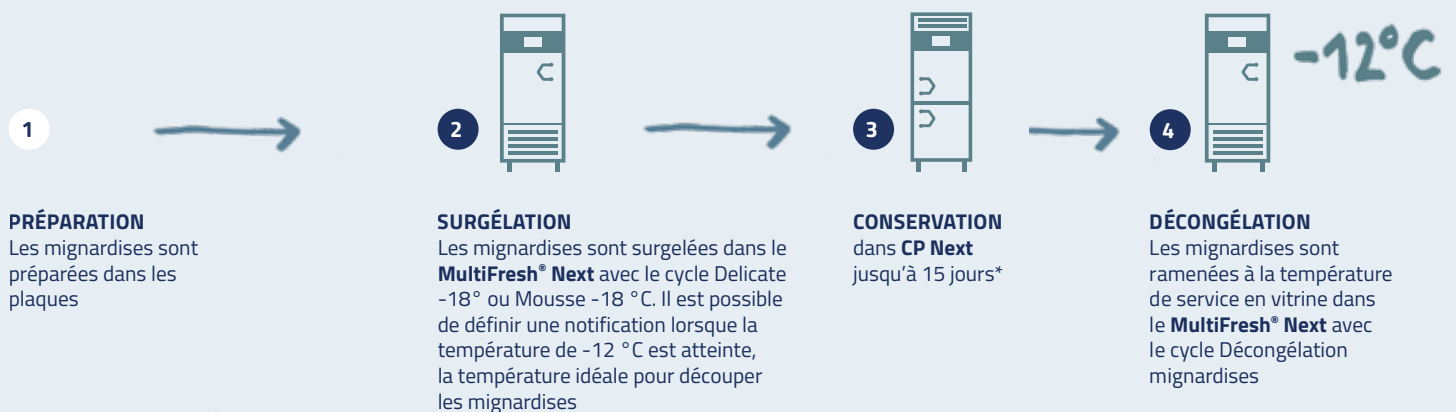 -12°C
1
2
3
4
PRÉPARATION
Les mignardises sont
préparées dans les
plaques
SURGÉLATION
Les mignardises sont surgelées dans le
MultiFresh® Next avec le cycle Delicate
-18° ou Mousse -18 °C. Il est possible
de définir une notification lorsque la
température de -12 °C est atteinte,
la température idéale pour découper
les mignardises
CONSERVATION
dans CP Next
jusqu'à 15 jours*
DÉCONGÉLATION
Les mignardises sont
ramenées à la température
de service en vitrine dans
le MultiFresh® Next avec
le cycle Décongélation
mignardises